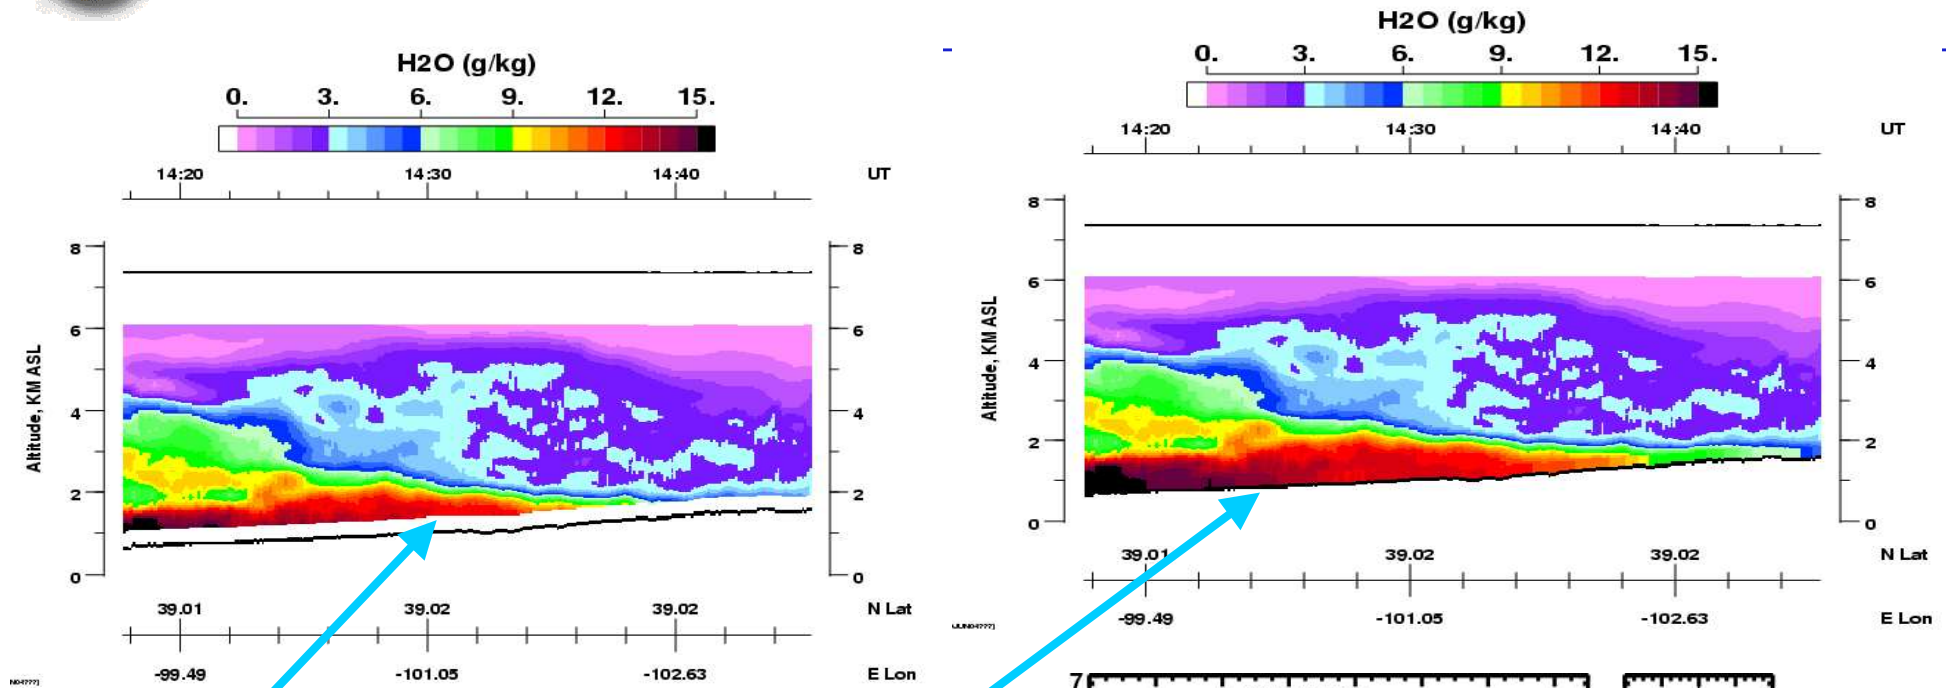 H2O (g/kg)
0. 3. 6. 9. 12. 15.
14:20 14:30 14:40 UT
8 8
6 6
4 4
2 2
0 0
Altitude, KM ASL
39.01 39.02 39.02 N Lat
-99.49 -101.05 -102.63 E Lon
H2O (g/kg)
0. 3. 6. 9. 12. 15.
14:20 14:30 14:40 UT
8 8
6 6
4 4
2 2
0 0
Altitude, KM ASL
39.01 39.02 39.02 N Lat
-99.49 -101.05 -102.63 E Lon
7